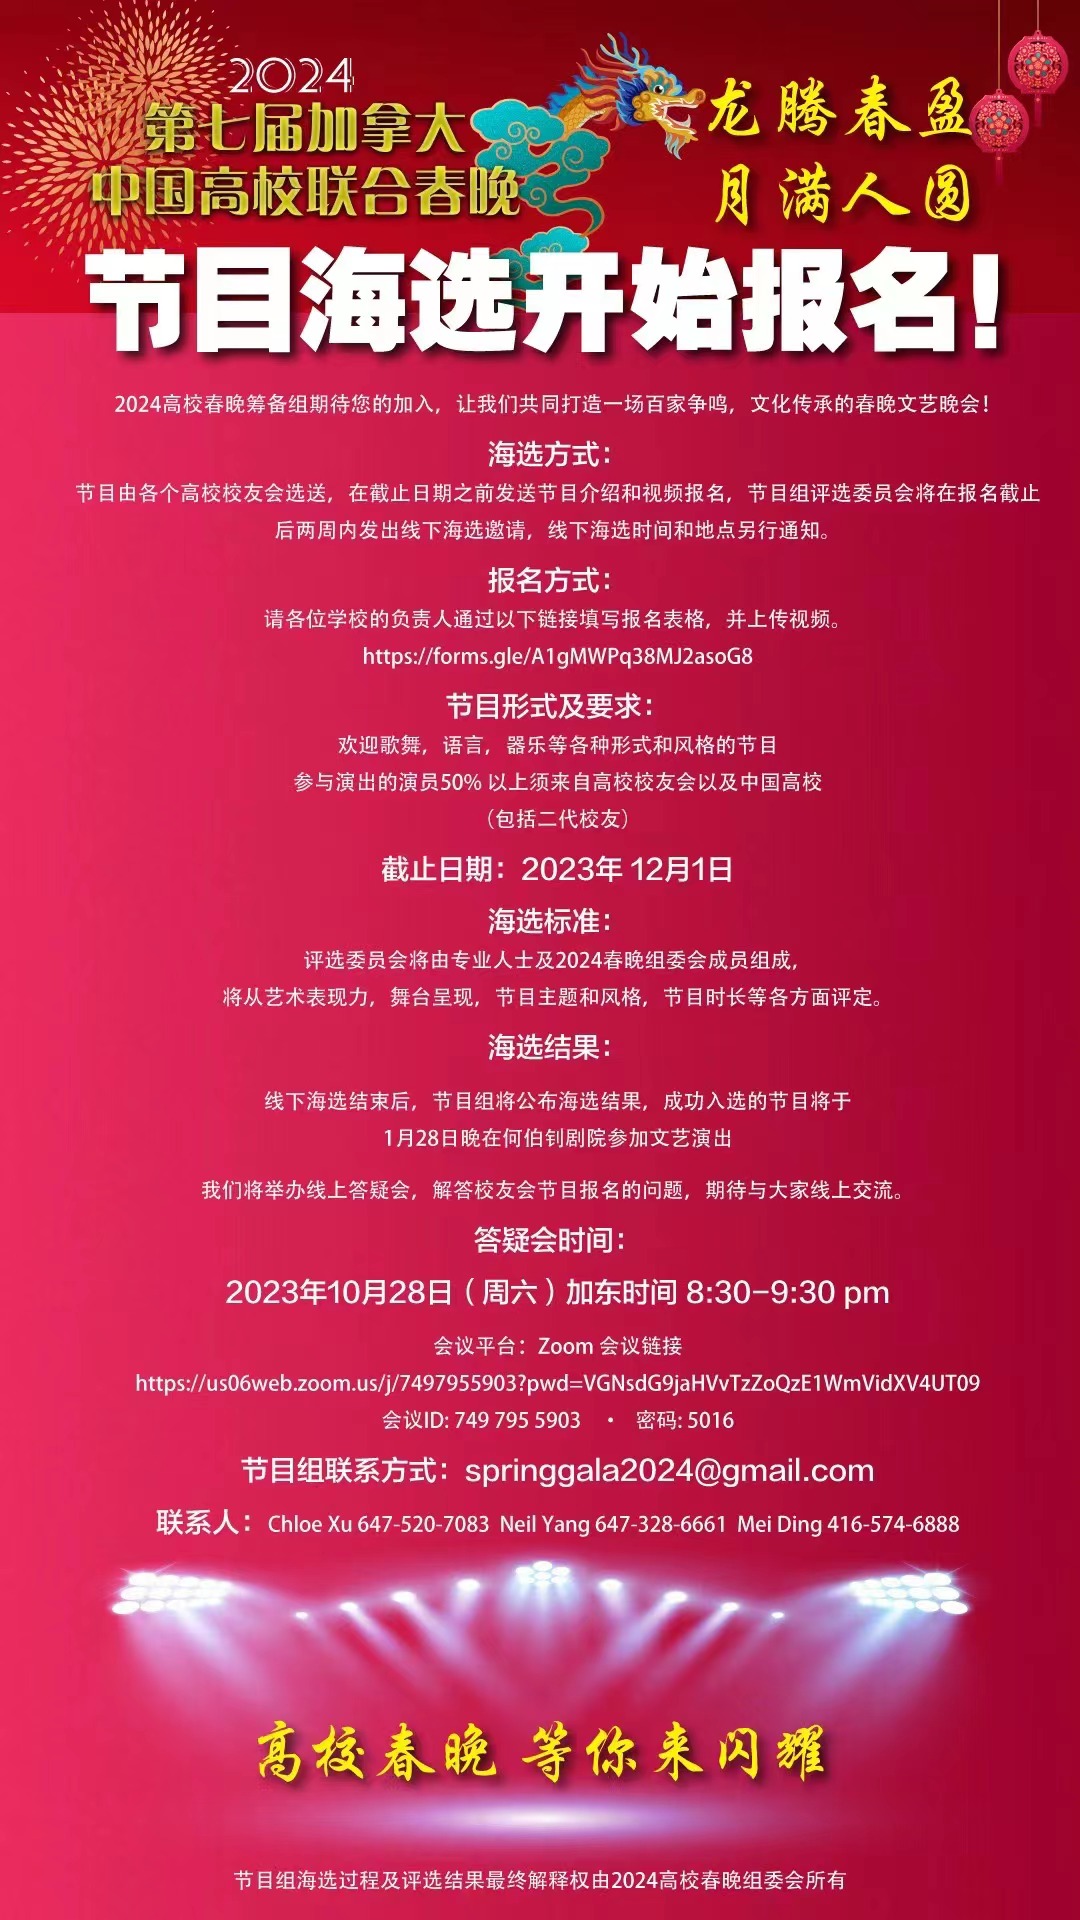 2024
第七届加拿大
中国高校联合春晚
龙腾春盈
月满人圆
节目海选开始报名!
2024高校春晚筹备组期待您的加入，让我们共同打造一场百家争鸣，文化传承的春晚文艺晚会！
海选方式：
节目由各个高校校友会选送，在截止日期之前发送节目介绍和视频报名，节目组评选委员会将在报名截止
后两周内发出线下海选邀请，线下海选时间和地点另行通知。
报名方式：
请各位学校的负责人通过以下链接填写报名表格，并上传视频。
https://forms.gle/A1gMWPq38MJ2asoG8
节目形式及要求：
欢迎歌舞，语言，器乐等各种形式和风格的节目
参与演出的演员50% 以上须来自高校校友会以及中国高校
（包括二代校友）
截止日期：2023年 12月1日
海选标准：
评选委员会将由专业人士及2024春晚组委会成员组成，
将从艺术表现力，舞台呈现，节目主题和风格，节目时长等各方面评定。
海选结果：
线下海选结束后，节目组将公布海选结果，成功入选的节目将于
1月28日晚在何伯钊剧院参加文艺演出
我们将举办线上答疑会，解答校友会节目报名的问题，期待与大家线上交流。
答疑会时间：
2023年10月28日（周六）加东时间 8:30-9:30 pm
会议平台：Zoom 会议链接
https://us06web.zoom.us/j/7497955903?pwd=VGNsdG9jaHVvTzZoQzE1WmVidXV4UT09
会议ID: 749 795 5903 • 密码: 5016
节目组联系方式：springgala2024@gmail.com
联系人：Chloe Xu 647-520-7083 Neil Yang 647-328-6661 Mei Ding 416-574-6888
高校春晚 等你来闪耀
节目组海选过程及评选结果最终解释权由2024高校春晚组委会所有